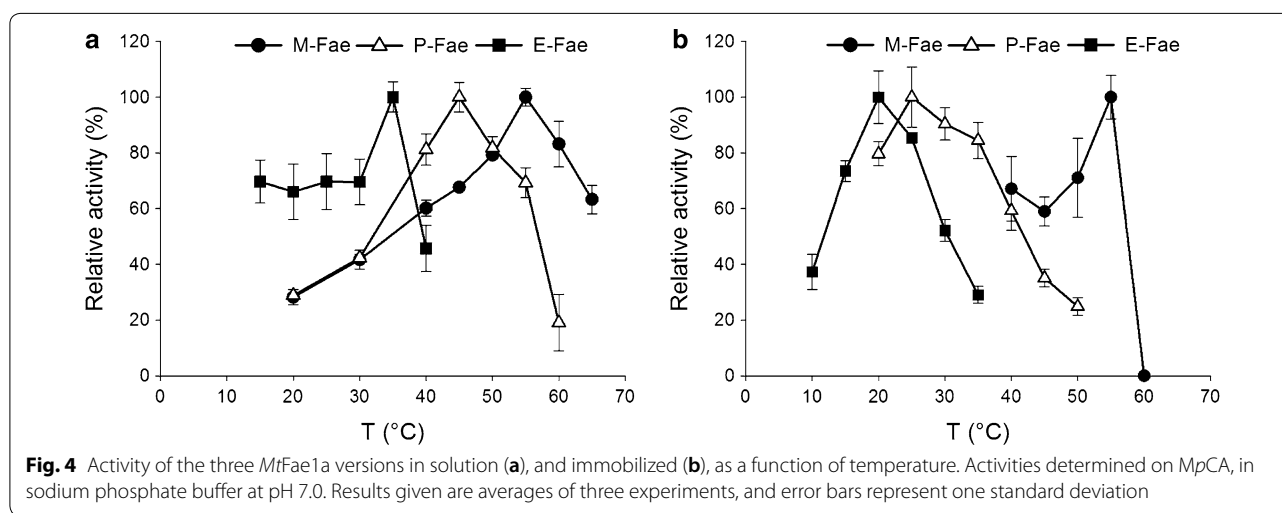 a
120
100
80
60
40
20
0
Relative activity (%)
M-Fae P-Fae E-Fae
0 10 20 30 40 50 60 70
T (°C)
b
120
100
80
60
40
20
0
Relative activity (%)
M-Fae P-Fae E-Fae
0 10 20 30 40 50 60 70
T (°C)
Fig. 4 Activity of the three MtFae1a versions in solution (a), and immobilized (b), as a function of temperature. Activities determined on MpCA, in
sodium phosphate buffer at pH 7.0. Results given are averages of three experiments, and error bars represent one standard deviation